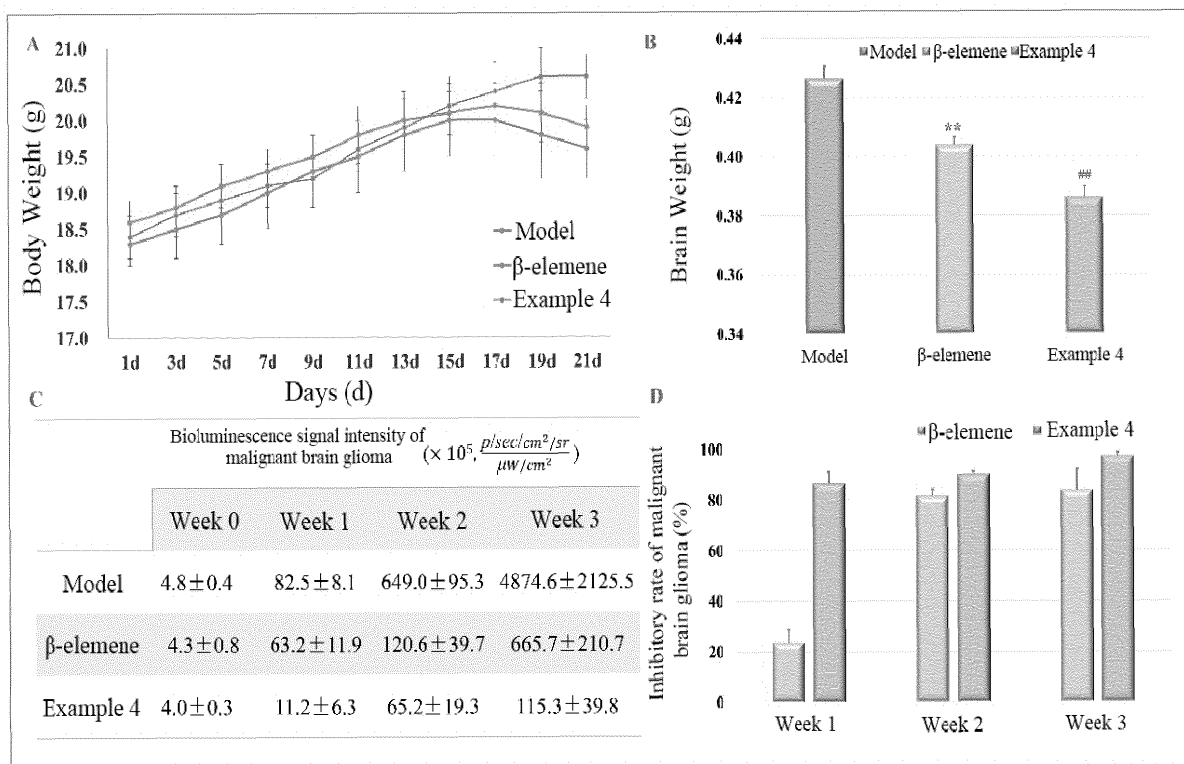 A
21.0
20.5
20.0
19.5
19.0
18.5
18.0
17.5
17.0
Body Weight (g)
Model
β-elemene
Example 4
1d 3d 5d 7d 9d 11d 13d 15d 17d 19d 21d
Days (d)
B
Model β-elemene Example 4
0.44
0.42
0.40
0.38
0.36
0.34
Brain Weight (g)
**
##
Model β-elemene Example 4
C
Bioluminescence signal intensity of malignant brain glioma (× 10⁵, p/sec/cm²/sr / μW/cm²)
Week 0 Week 1 Week 2 Week 3
Model 4.8±0.4 82.5±8.1 649.0±95.3 4874.6±2125.5
β-elemene 4.3±0.8 63.2±11.9 120.6±39.7 665.7±210.7
Example 4 4.0±0.3 11.2±6.3 65.2±19.3 115.3±39.8
D
β-elemene Example 4
100
80
60
40
20
0
Inhibitory rate of malignant
brain glioma (%)
Week 1 Week 2 Week 3